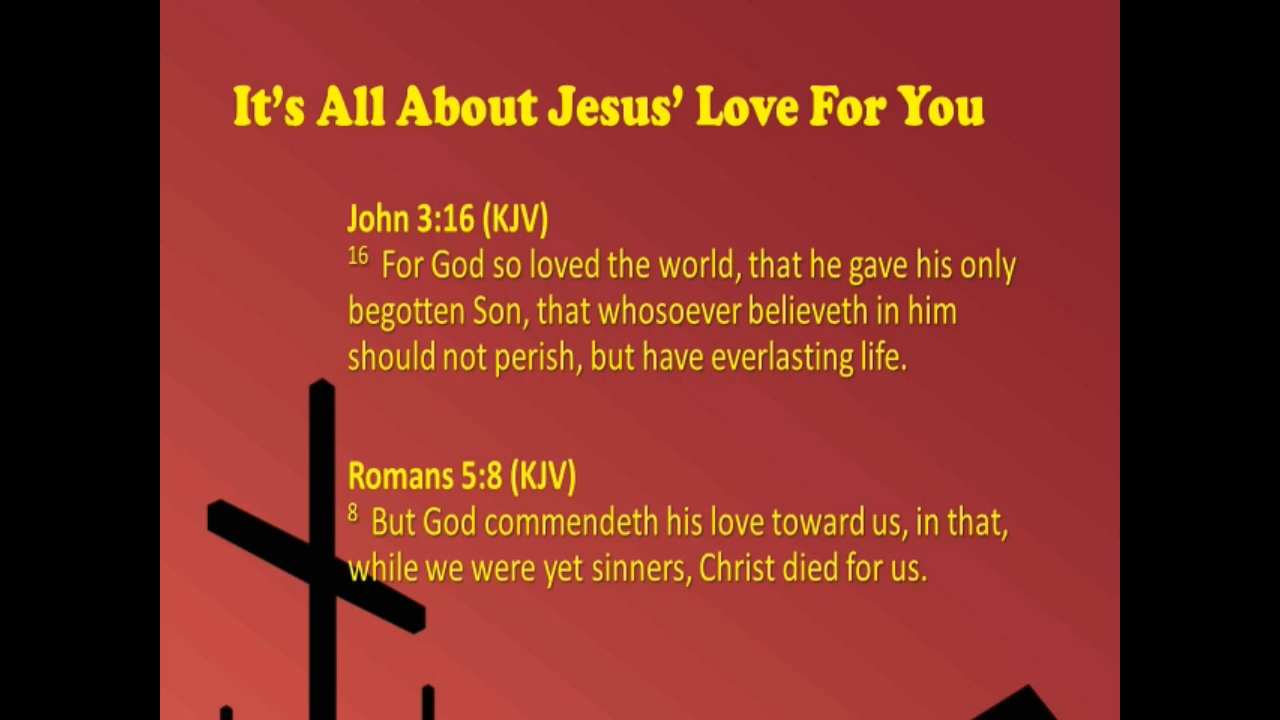 It’s All About Jesus’ Love For You
John 3:16 (KJV)
16 For God so loved the world, that he gave his only
begotten Son, that whosoever believeth in him
should not perish, but have everlasting life.
Romans 5:8 (KJV)
8 But God commendeth his love toward us, in that,
while we were yet sinners, Christ died for us.